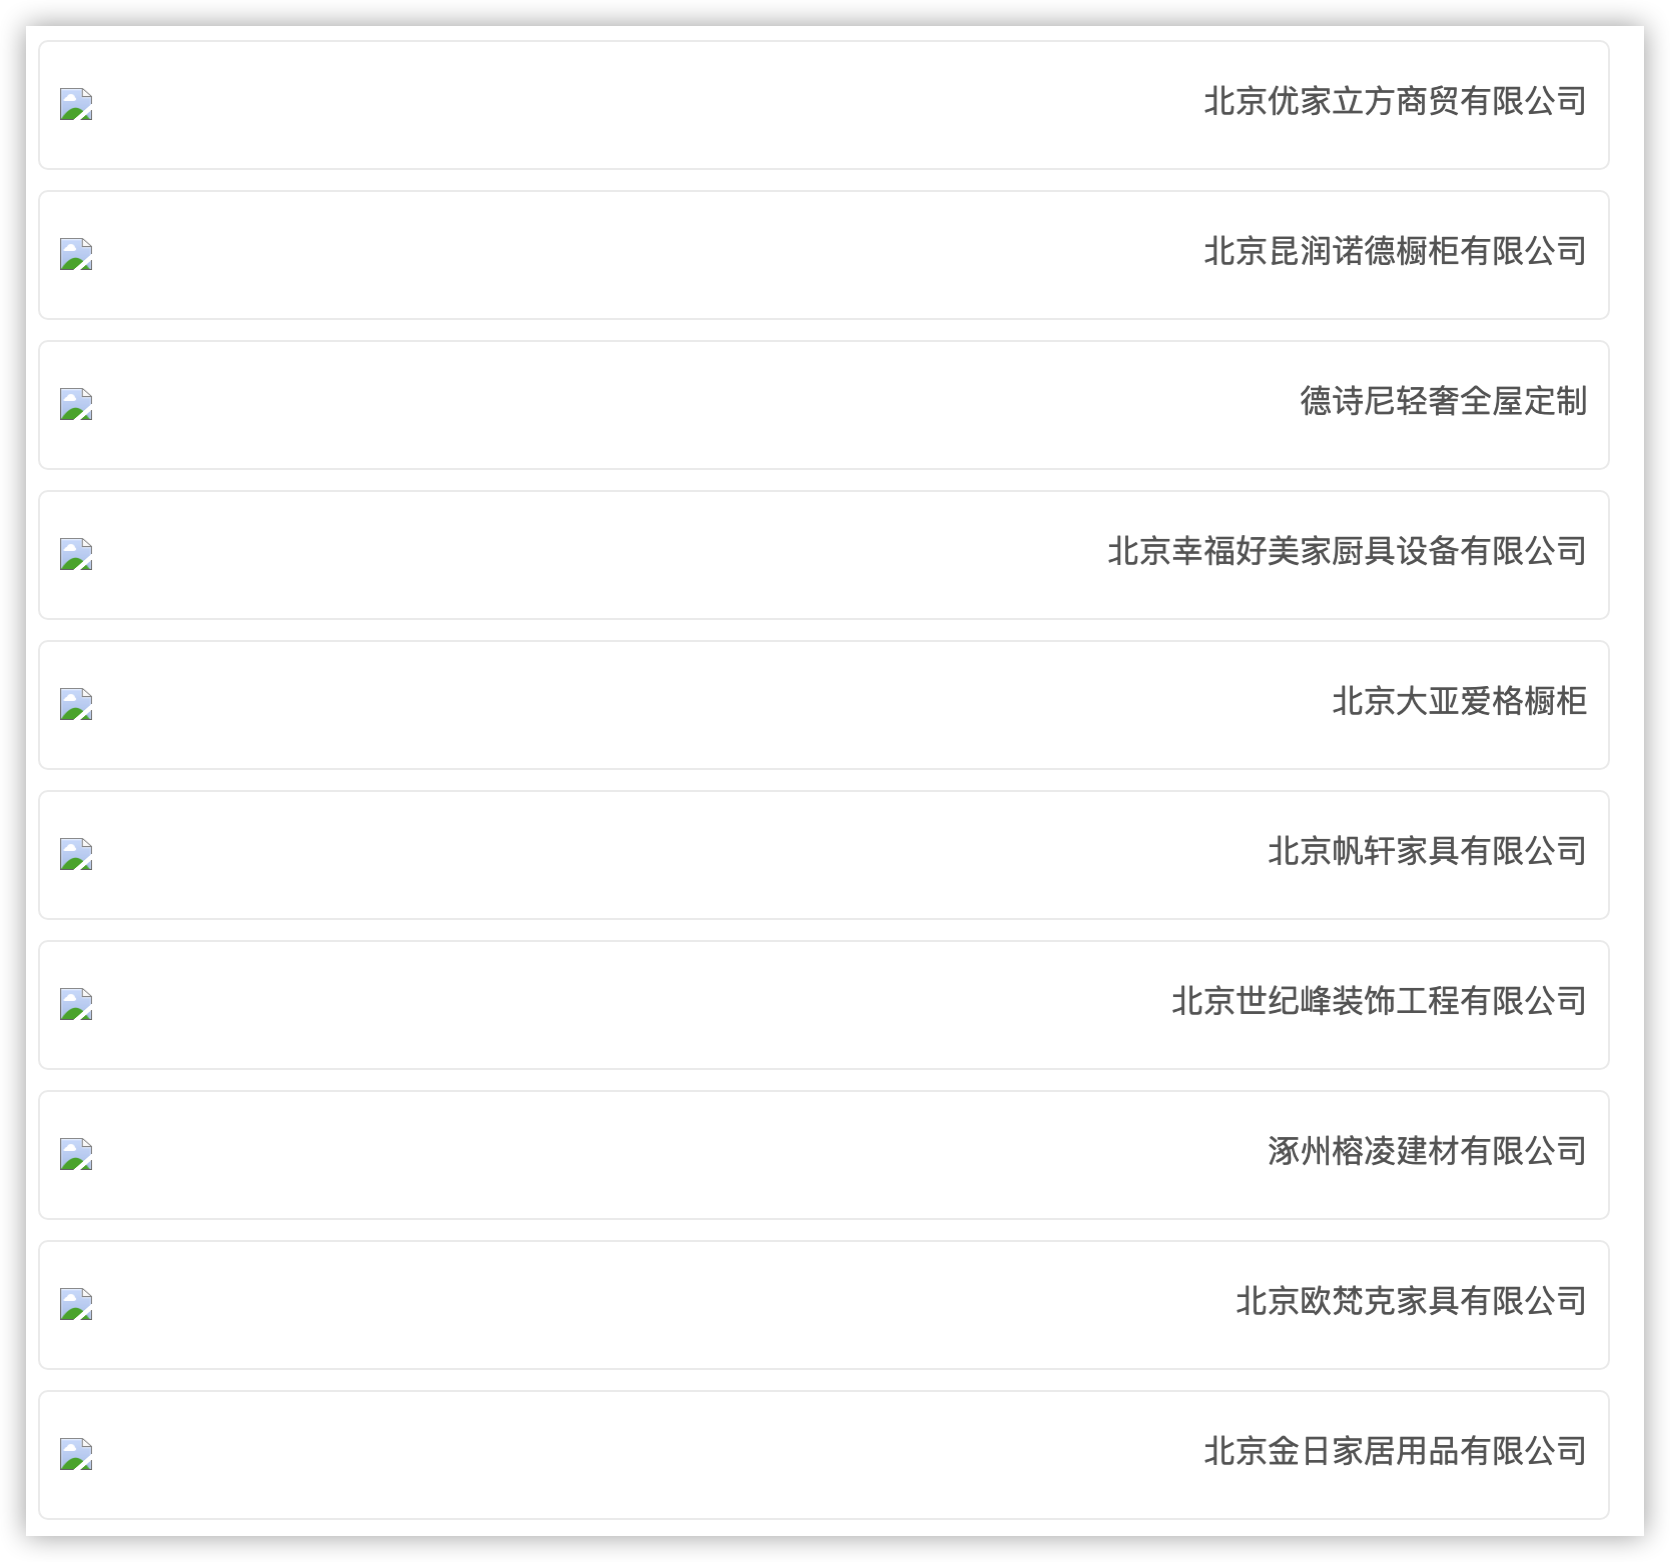 北京优家立方商贸有限公司
北京昆润诺德橱柜有限公司
德诗尼轻奢全屋定制
北京幸福好美家厨具设备有限公司
北京大亚爱格橱柜
北京帆轩家具有限公司
北京世纪峰装饰工程有限公司
涿州榕凌建材有限公司
北京欧梵克家具有限公司
北京金日家居用品有限公司